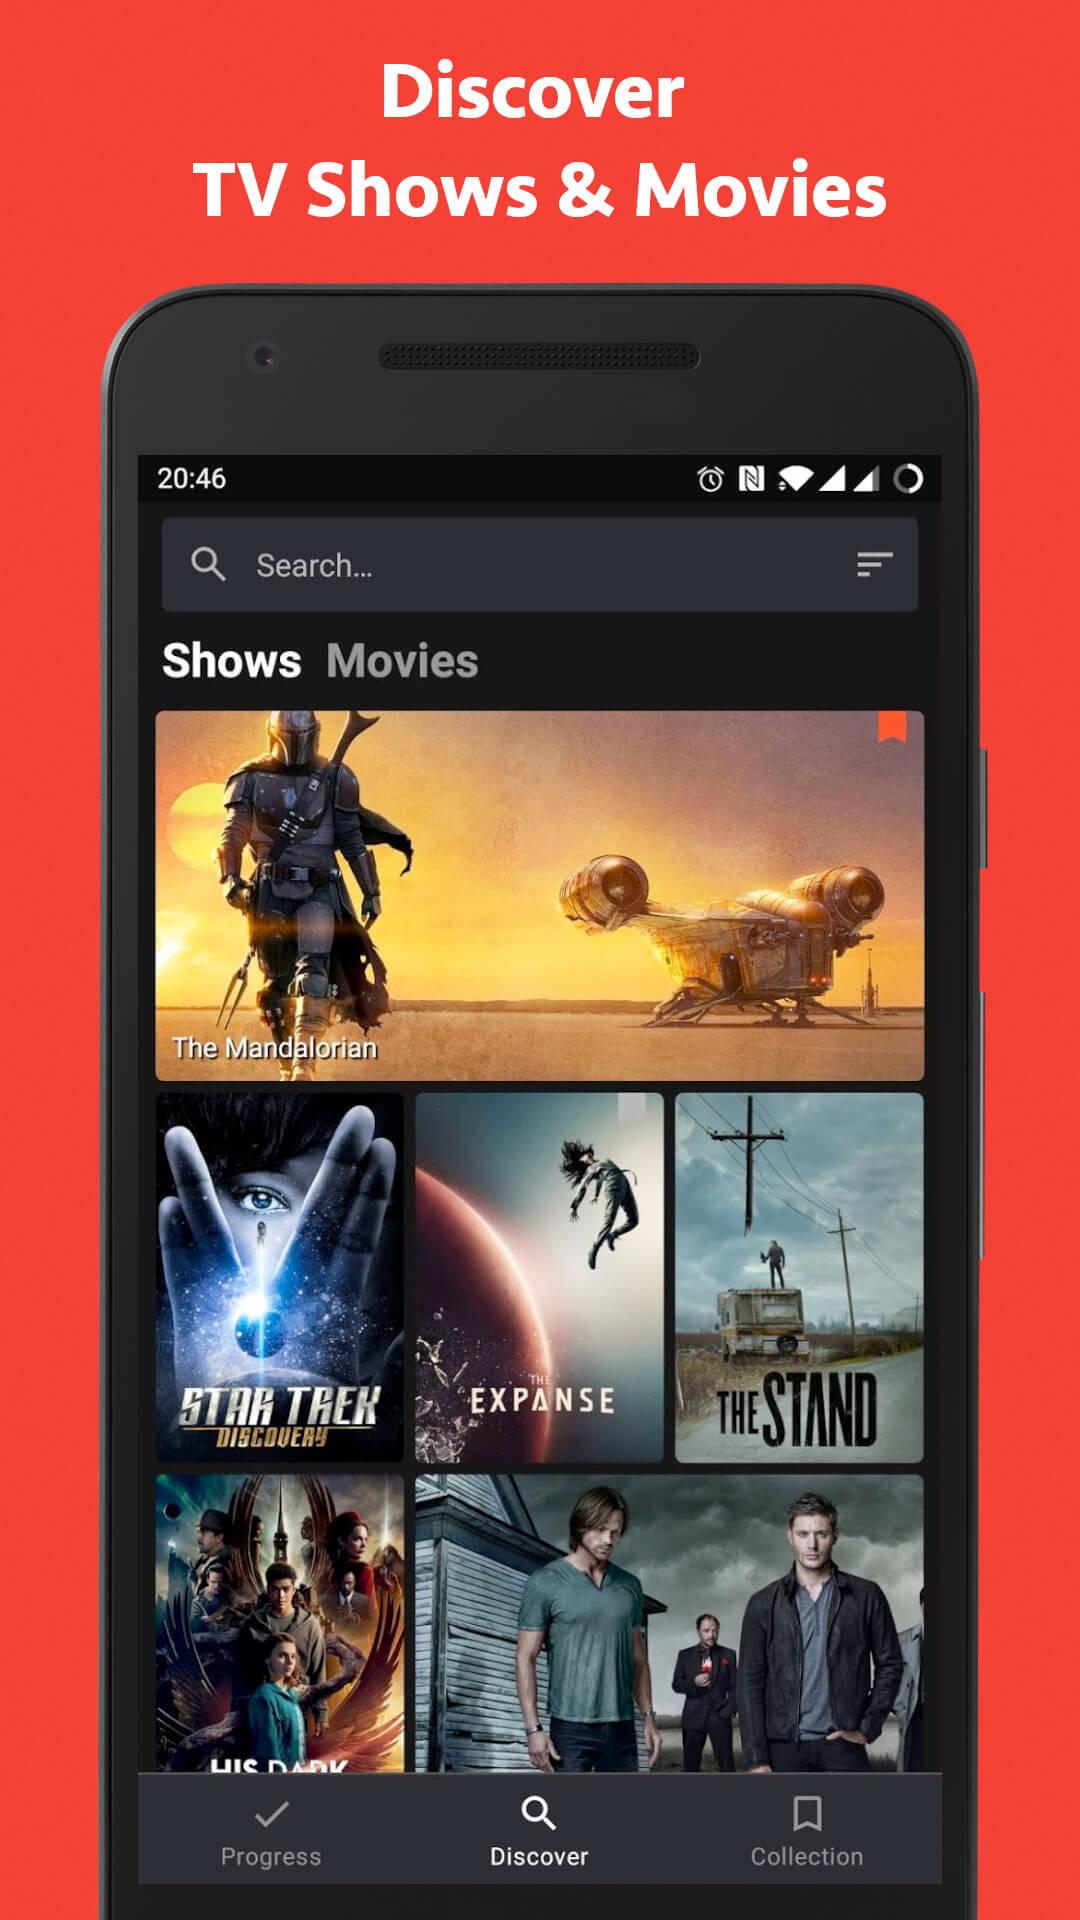 Discover
TV Shows & Movies
20:46
Search...
Shows Movies
The Mandalorian
STAR TREK
DISCOVERY
THE
EXPANSE
THE STAND
HIS DARK
Progress
Discover
Collection